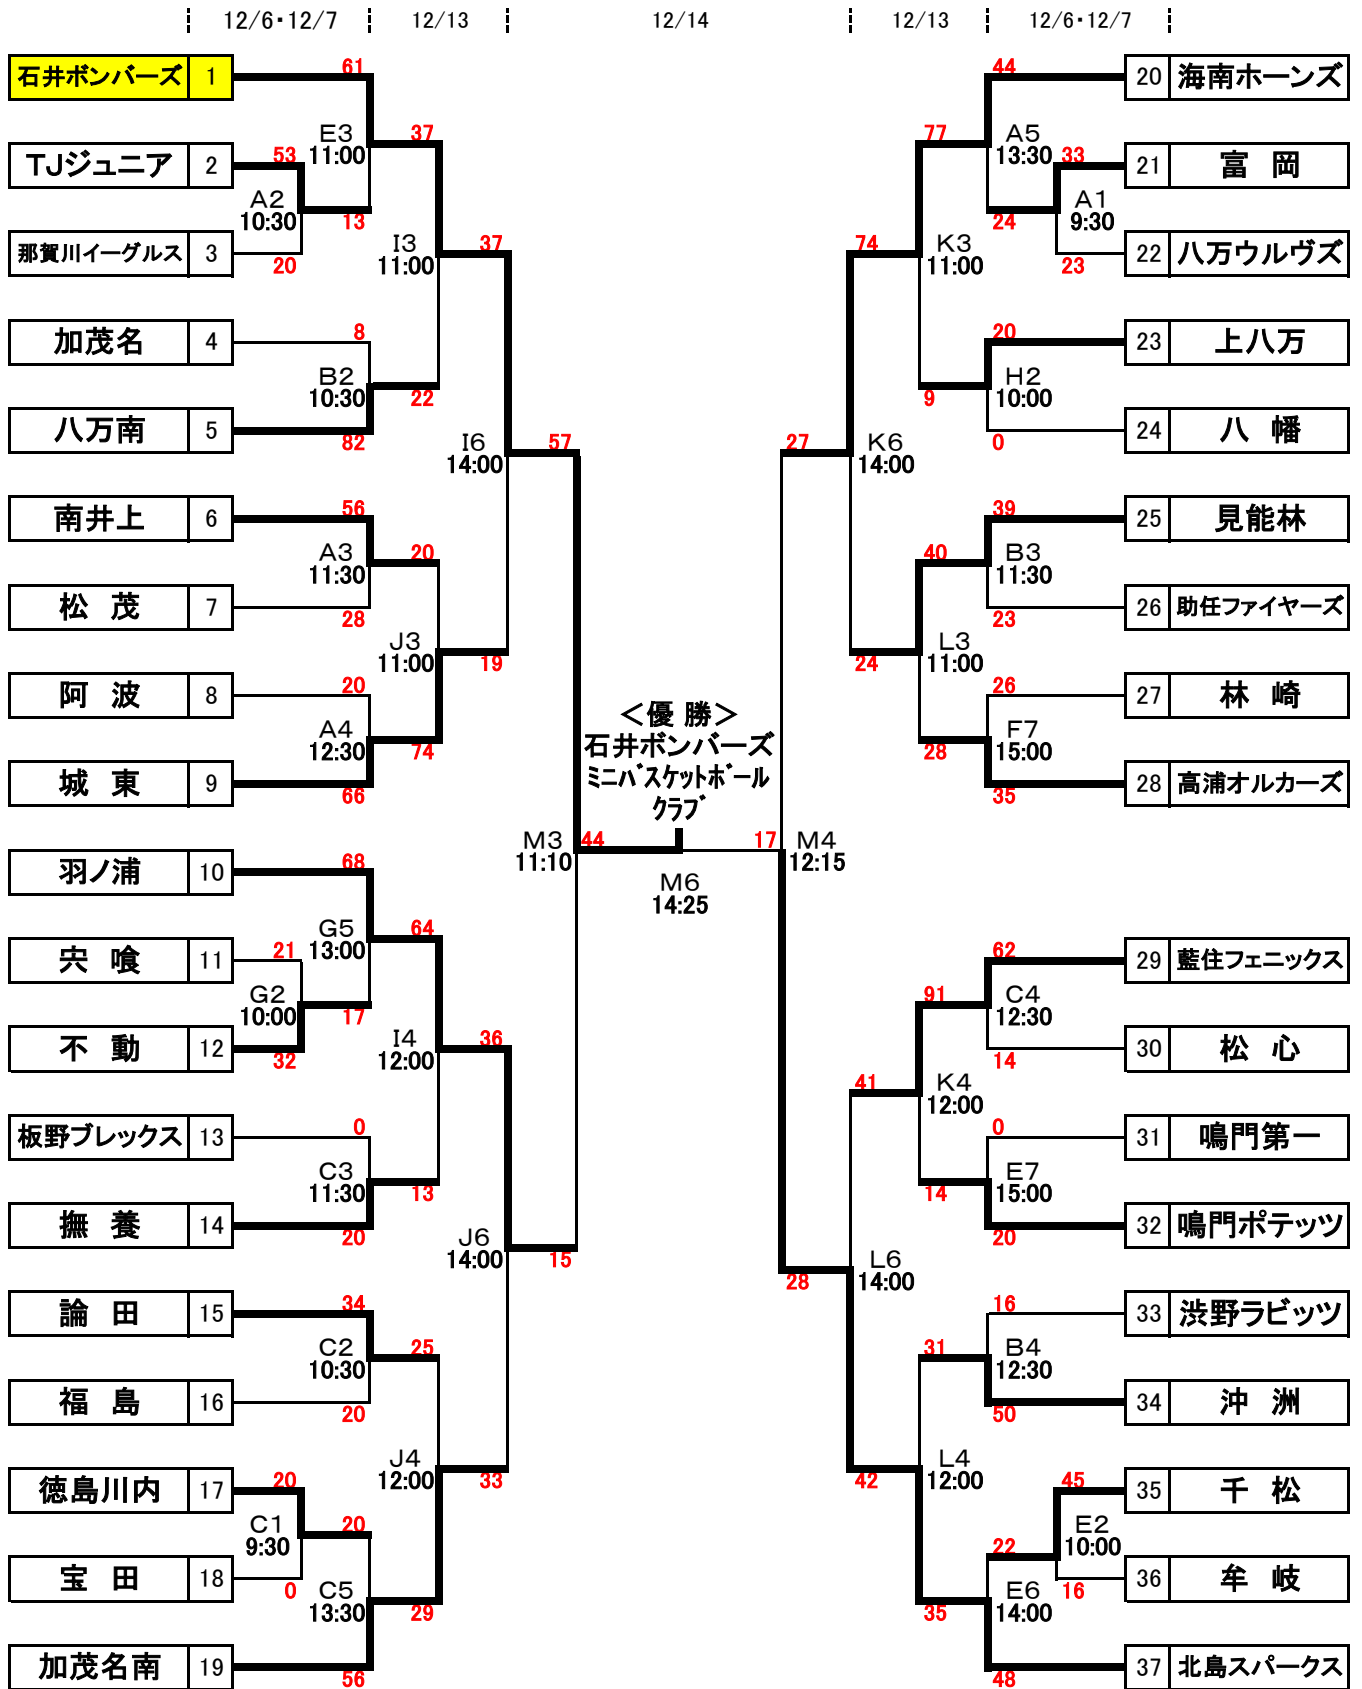 12/6・12/7
12/13
12/14
12/13
12/6・12/7
石井ボンバーズ 1
61
E3
11:00
37
TJジュニア 2
53
A2
10:30
13
那賀川イーグルス 3
20
I3
11:00
37
加茂名 4
8
B2
10:30
22
八万南 5
82
I6
14:00
57
南井上 6
56
A3
11:30
20
松 茂 7
28
J3
11:00
19
阿 波 8
20
A4
12:30
74
城 東 9
66
M3
11:10
44
羽ノ浦 10
68
G5
13:00
64
宍 喰 11
21
G2
10:00
17
不 動 12
32
I4
12:00
36
板野ブレックス 13
0
C3
11:30
13
撫 養 14
20
J6
14:00
15
論 田 15
34
C2
10:30
25
福 島 16
20
J4
12:00
33
徳島川内 17
20
C1
9:30
20
宝 田 18
0
C5
13:30
29
加茂名南 19
56
＜優 勝＞
石井ボンバーズ
ミニバスケットボール
クラブ
M6
14:25
44
20 海南ホーンズ
A5
13:30
77
21 富 岡
33
A1
9:30
24
22 八万ウルヴズ
23
K3
11:00
74
23 上八万
20
H2
10:00
9
24 八 幡
0
K6
14:00
27
25 見能林
39
B3
11:30
40
26 助任ファイヤーズ
23
L3
11:00
24
27 林 崎
26
F7
15:00
28
28 高浦オルカーズ
35
M4
12:15
17
29 藍住フェニックス
62
C4
12:30
91
30 松 心
14
K4
12:00
41
31 鳴門第一
0
E7
15:00
14
32 鳴門ポテッツ
20
L6
14:00
28
33 渋野ラビッツ
16
B4
12:30
31
34 沖 洲
50
L4
12:00
42
35 千 松
45
E2
10:00
22
36 牟 岐
16
E6
14:00
35
37 北島スパークス
48